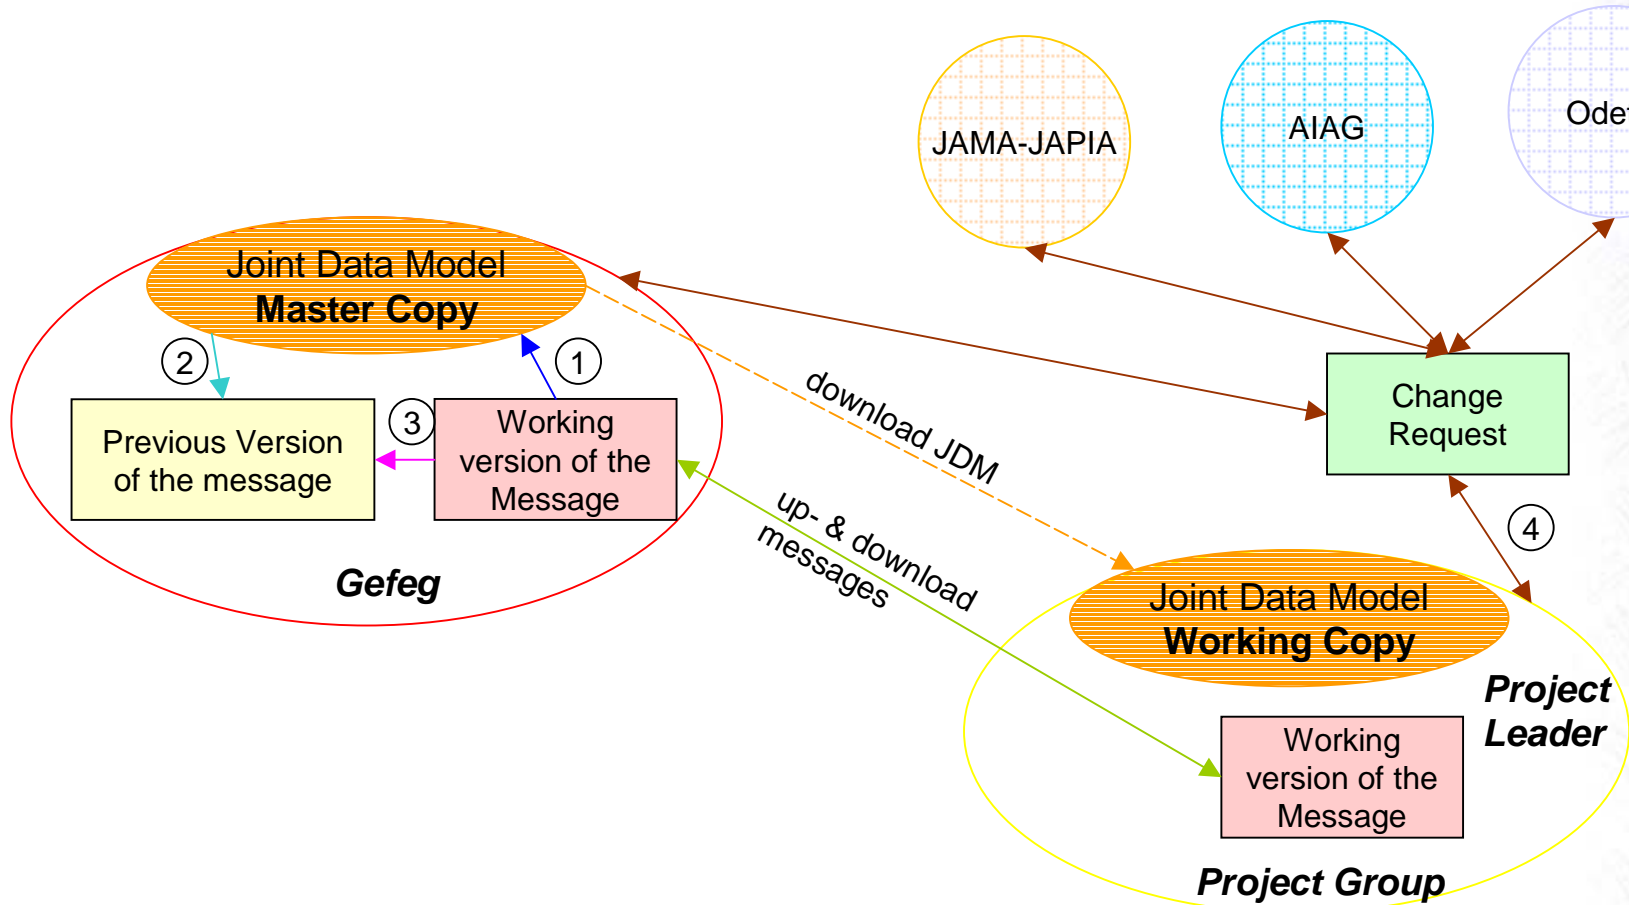 JAMA-JAPIA
AIAG
Joint Data Model
Master Copy
2
1
3
Previous Version
of the message
Working
version of the
Message
Gefeg
download JDM
up- & download
messages
Change
Request
4
Joint Data Model
Working Copy
Project
Leader
Working
version of the
Message
Project Group